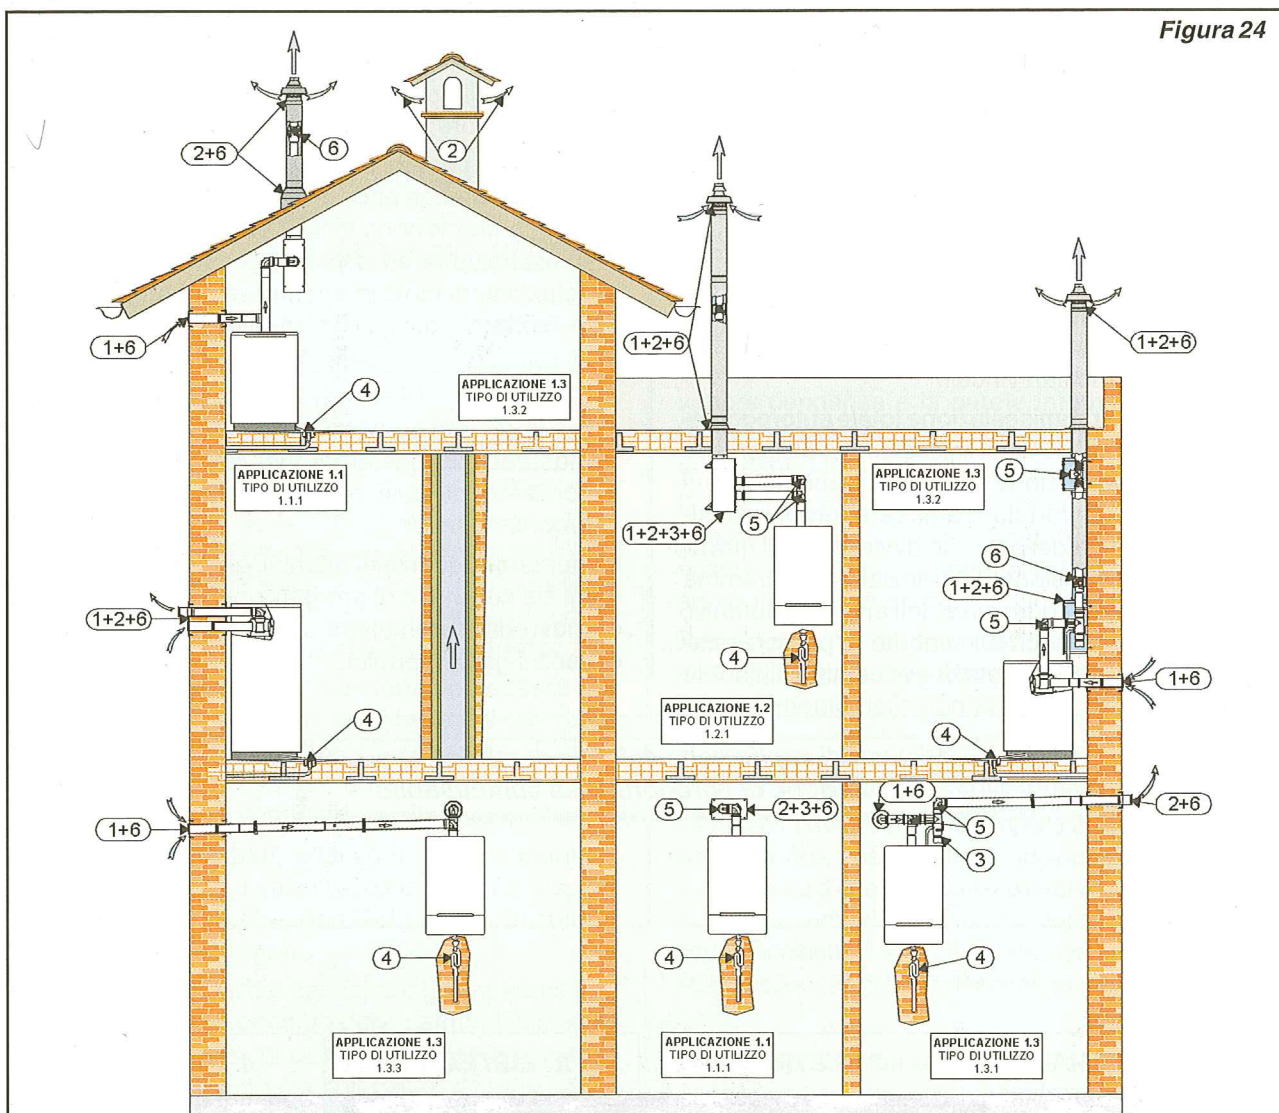 Figura 24
2+6
6
2
1+6
4
APPLICAZIONE 1.3
TIPO DI UTILIZZO
1.3.2
1+2+6
1+2+6
APPLICAZIONE 1.1
TIPO DI UTILIZZO
1.1.1
1+2+3+6
5
APPLICAZIONE 1.3
TIPO DI UTILIZZO
1.3.2
5
6
1+2+6
5
1+2+6
4
1+6
APPLICAZIONE 1.2
TIPO DI UTILIZZO
1.2.1
4
4
1+6
5
2+3+6
1+6
2+6
5
3
4
4
4
APPLICAZIONE 1.3
TIPO DI UTILIZZO
1.3.3
APPLICAZIONE 1.1
TIPO DI UTILIZZO
1.1.1
APPLICAZIONE 1.3
TIPO DI UTILIZZO
1.3.1